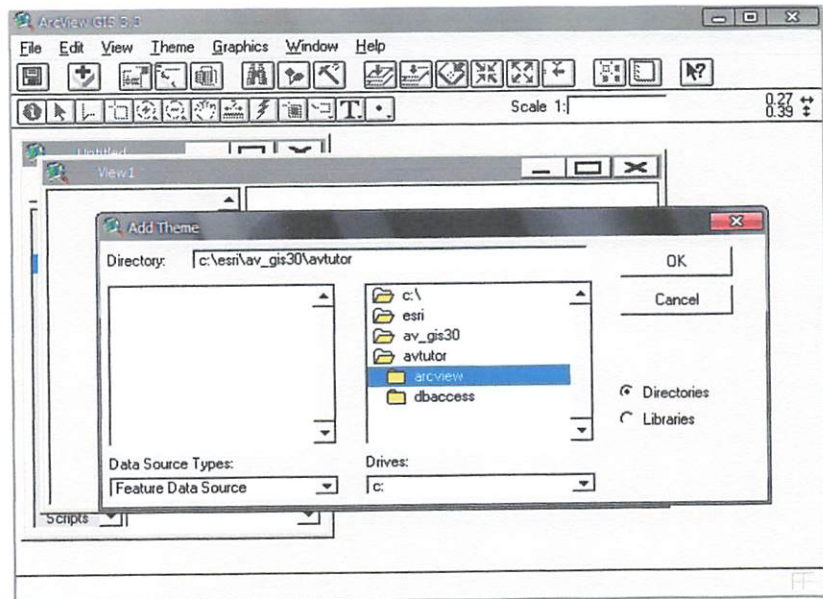 ArcView GIS 3.3
File Edit View Theme Graphics Window Help
Scale 1:
0.27
0.39
Untitled
View1
Add Theme
Directory: c:\esri\av_gis30\avtutor
OK
Cancel
c:\
esri
av_gis30
avtutor
arcview
dbaccess
Directories
Libraries
Data Source Types:
Feature Data Source
Drives:
c:
Scripts